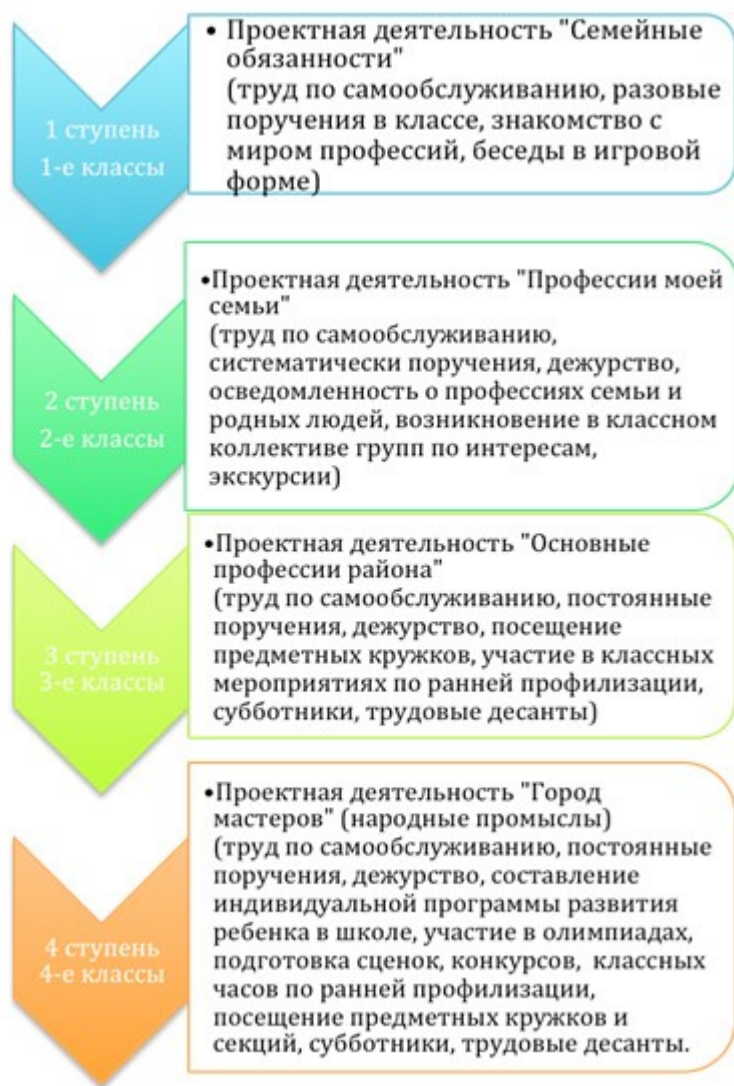 1 ступень
1-е классы
• Проектная деятельность "Семейные
обязанности"
(труд по самообслуживанию, разовые
поручения в классе, знакомство с
миром профессий, беседы в игровой
форме)
2 ступень
2-е классы
•Проектная деятельность "Профессии моей
семьи"
(труд по самообслуживанию,
систематически поручения, дежурство,
осведомленность о профессиях семьи и
родных людей, возникновение в классном
коллективе групп по интересам,
экскурсии)
3 ступень
3-е классы
•Проектная деятельность "Основные
профессии района"
(труд по самообслуживанию, постоянные
поручения, дежурство, посещение
предметных кружков, участие в классных
мероприятиях по ранней профилизации,
субботники, трудовые десанты)
4 ступень
4-е классы
•Проектная деятельность "Город
мастеров" (народные промыслы)
(труд по самообслуживанию, постоянные
поручения, дежурство, составление
индивидуальной программы развития
ребенка в школе, участие в олимпиадах,
подготовка сценок, конкурсов, классных
часов по ранней профилизации,
посещение предметных кружков и
секций, субботники, трудовые десанты.